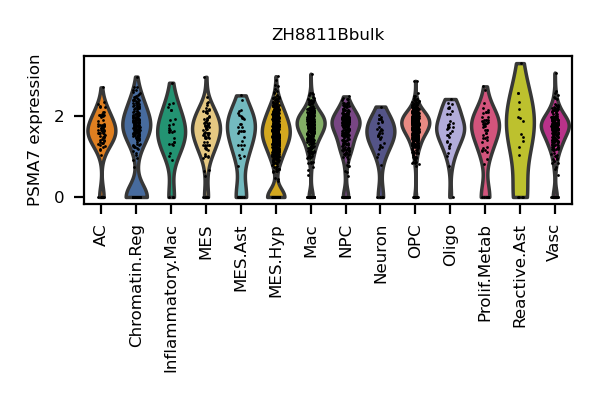 ZH8811Bbulk
PSMA7 expression
2
0
AC
Chromatin.Reg
Inflammatory.Mac
MES
MES.Ast
MES.Hyp
Mac
NPC
Neuron
OPC
Oligo
Prolif.Metab
Reactive.Ast
Vasc